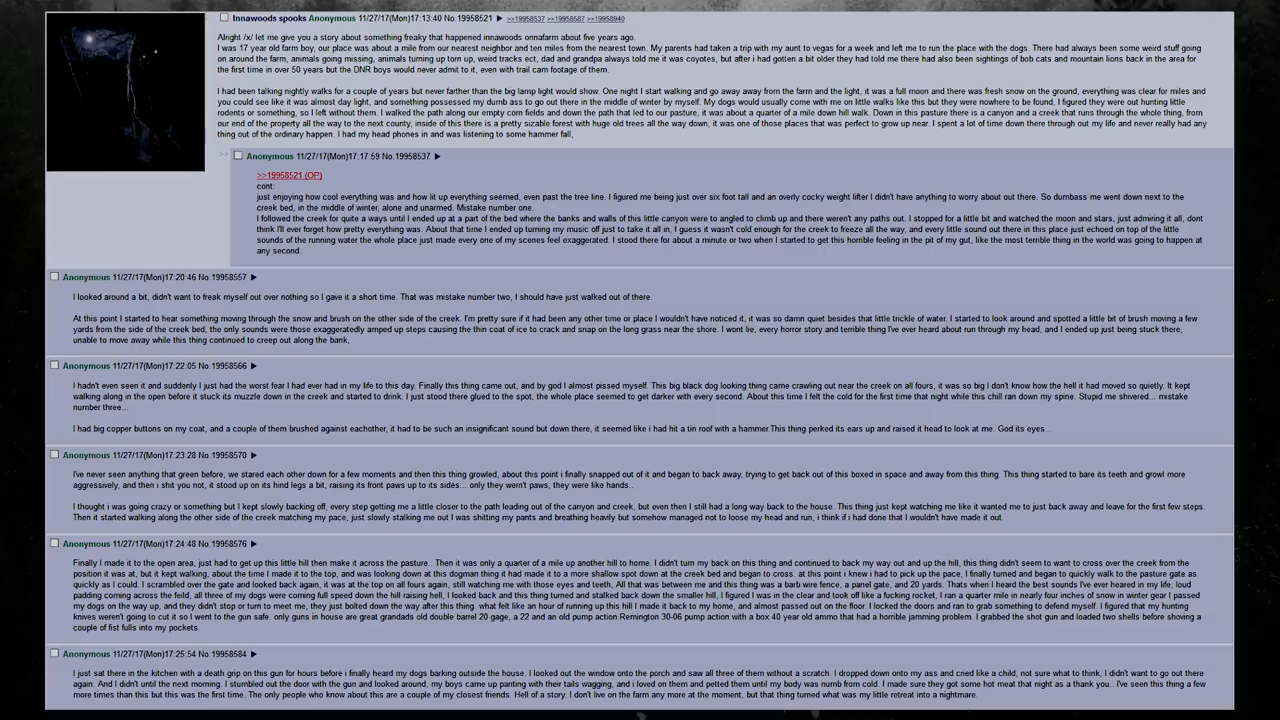 Innawoods spooks Anonymous 11/27/17(Mon)17:13:40 No.19958521 ▶ >>19958537 >>19958587 >>19958940
Alright /x/ let me give you a story about something freaky that happened innawoods onnafarm about five years ago.
I was 17 year old farm boy, our place was about a mile from our nearest neighbor and ten miles from the nearest town. My parents had taken a trip with my aunt to vegas for a week and left me to run the place with the dogs. There had always been some weird stuff going
on around the farm, animals going missing, animals turning up torn up, weird tracks ect, dad and grandpa always told me it was coyotes, but after i had gotten a bit older they had told me there had also been sightings of bob cats and mountain lions back in the area for
the first time in over 50 years but the DNR boys would never admit to it, even with trail cam footage of them.
I had been talking nightly walks for a couple of years but never farther than the big lamp light would show. One night I start walking and go away away from the farm and the light, it was a full moon and there was fresh snow on the ground, everything was clear for miles and
you could see like it was almost day light, and something possessed my dumb ass to go out there in the middle of winter by myself. My dogs would usually come with me on little walks like this but they were nowhere to be found, I figured they were out hunting little
rodents or something, so I left without them. I walked the path along our empty corn fields and down the path that led to our pasture, it was about a quarter of a mile down hill walk. Down in this pasture there is a canyon and a creek that runs through the whole thing, from
our end of the property all the way to the next county, inside of this there is a pretty sizable forest with huge old trees all the way down, it was one of those places that was perfect to grow up near. I spent a lot of time down there through out my life and never really had any
thing out of the ordinary happen. I had my head phones in and was listening to some hammer fall,
>> Anonymous 11/27/17(Mon)17:17:59 No.19958537 ▶
>>19958521 (OP)
cont:
just enjoying how cool everything was and how lit up everything seemed, even past the tree line. I figured me being just over six foot tall and an overly cocky weight lifter I didn't have anything to worry about out there. So dumbass me went down next to the
creek bed, in the middle of winter, alone and unarmed. Mistake number one.
I followed the creek for quite a ways until I ended up at a part of the bed where the banks and walls of this little canyon were to angled to climb up and there weren't any paths out. I stopped for a little bit and watched the moon and stars, just admiring it all, dont
think I'll ever forget how pretty everything was. About that time I ended up turning my music off just to take it all in, I guess it wasn't cold enough for the creek to freeze all the way, and every little sound out there in this place just echoed on top of the little
sounds of the running water the whole place just made every one of my scenes feel exaggerated. I stood there for about a minute or two when I started to get this horrible feeling in the pit of my gut, like the most terrible thing in the world was going to happen at
any second.
Anonymous 11/27/17(Mon)17:20:46 No.19958557 ▶
I looked around a bit, didn't want to freak myself out over nothing so I gave it a short time. That was mistake number two, I should have just walked out of there.
At this point I started to hear something moving through the snow and brush on the other side of the creek. I'm pretty sure if it had been any other time or place I wouldn't have noticed it, it was so damn quiet besides that little tickle of water. I started to look around and spotted a little bit of brush moving a few
yards from the side of the creek bed, the only sounds were those exaggeratedly amped up steps causing the thin coat of ice to crack and snap on the long grass near the shore. I wont lie, every horror story and terrible thing I've ever heard about run through my head, and I ended up just being stuck there,
unable to move away while this thing continued to creep out along the bank,
Anonymous 11/27/17(Mon)17:22:05 No.19958566 ▶
I hadn't even seen it and suddenly I just had the worst fear I had ever had in my life to this day. Finally this thing came out, and by god I almost pissed myself. This big black dog looking thing came crawling out near the creek on all fours, it was so big I don't know how the hell it had moved so quietly. It kept
walking along in the open before it stuck its muzzle down in the creek and started to drink. I just stood there glued to the spot, the whole place seemed to get darker with every second. About this time I felt the cold for the first time that night while this chill ran down my spine. Stupid me shivered... mistake
number three...
I had big copper buttons on my coat, and a couple of them brushed against eachother, it had to be such an insignificant sound but down there, it seemed like i had hit a tin roof with a hammer.This thing perked its ears up and raised it head to look at me. God its eyes...
Anonymous 11/27/17(Mon)17:23:28 No.19958570 ▶
I've never seen anything that green before, we stared each other down for a few moments and then this thing growled, about this point i finally snapped out of it and began to back away, trying to get back out of this boxed in space and away from this thing. This thing started to bare its teeth and growl more
aggressively, and then i shit you not, it stood up on its hind legs a bit, raising its front paws up to its sides... only they wern't paws, they were like hands..
I thought i was going crazy or something but I kept slowly backing off, every step getting me a little closer to the path leading out of the canyon and creek, but even then I still had a long way back to the house. This thing just kept watching me like it wanted me to just back away and leave for the first few steps.
Then it started walking along the other side of the creek matching my pace, just slowly stalking me out I was shitting my pants and breathing heavily but somehow managed not to loose my head and run, i think if i had done that I wouldn't have made it out.
Anonymous 11/27/17(Mon)17:24:48 No.19958576 ▶
Finally I made it to the open area, just had to get up this little hill then make it across the pasture.. Then it was only a quarter of a mile up another hill to home. I didn't turn my back on this thing and continued to back my way out and up the hill, this thing didn't seem to want to cross over the creek from the
position it was at, but it kept walking, about the time I made it to the top, and was looking down at this dogman thing it had made it to a more shallow spot down at the creek bed and began to cross. at this point i knew i had to pick up the pace, I finally turned and began to quickly walk to the pasture gate as
quickly as I could. I scrambled over the gate and looked back again, it was at the top on all fours again, still watching me with those eyes and teeth. All that was between me and this thing was a barb wire fence, a panel gate, and 20 yards. Thats when I heard the best sounds I've ever heard in my life, loud
padding coming across the feild, all three of my dogs were coming full speed down the hill raising hell, I looked back and this thing turned and stalked back down the smaller hill, I figured I was in the clear and took off like a fucking rocket, I ran a quarter mile in nearly four inches of snow in winter gear I passed
my dogs on the way up, and they didn't stop or turn to meet me, they just bolted down the way after this thing. what felt like an hour of running up this hill I made it back to my home, and almost passed out on the floor. I locked the doors and ran to grab something to defend myself. I figured that my hunting
knives weren't going to cut it so I went to the gun safe. only guns in house are great grandads old double barrel 20 gage, a 22 and an old pump action Remington 30-06 pump action with a box 40 year old ammo that had a horrible jamming problem. I grabbed the shot gun and loaded two shells before shoving a
couple of fist fulls into my pockets.
Anonymous 11/27/17(Mon)17:25:54 No.19958584 ▶
I just sat there in the kitchen with a death grip on this gun for hours before i finally heard my dogs barking outside the house. I looked out the window onto the porch and saw all three of them without a scratch. I dropped down onto my ass and cried like a child, not sure what to think, I didn't want to go out there
again. And I didn't until the next morning. I stumbled out the door with the gun and looked around, my boys came up panting with their tails wagging, and i loved on them and petted them until my body was numb from cold. I made sure they got some hot meat that night as a thank you.. I've seen this thing a few
more times than this but this was the first time. The only people who know about this are a couple of my closest friends. Hell of a story. I don't live on the farm any more at the moment, but that thing turned what was my little retreat into a nightmare.